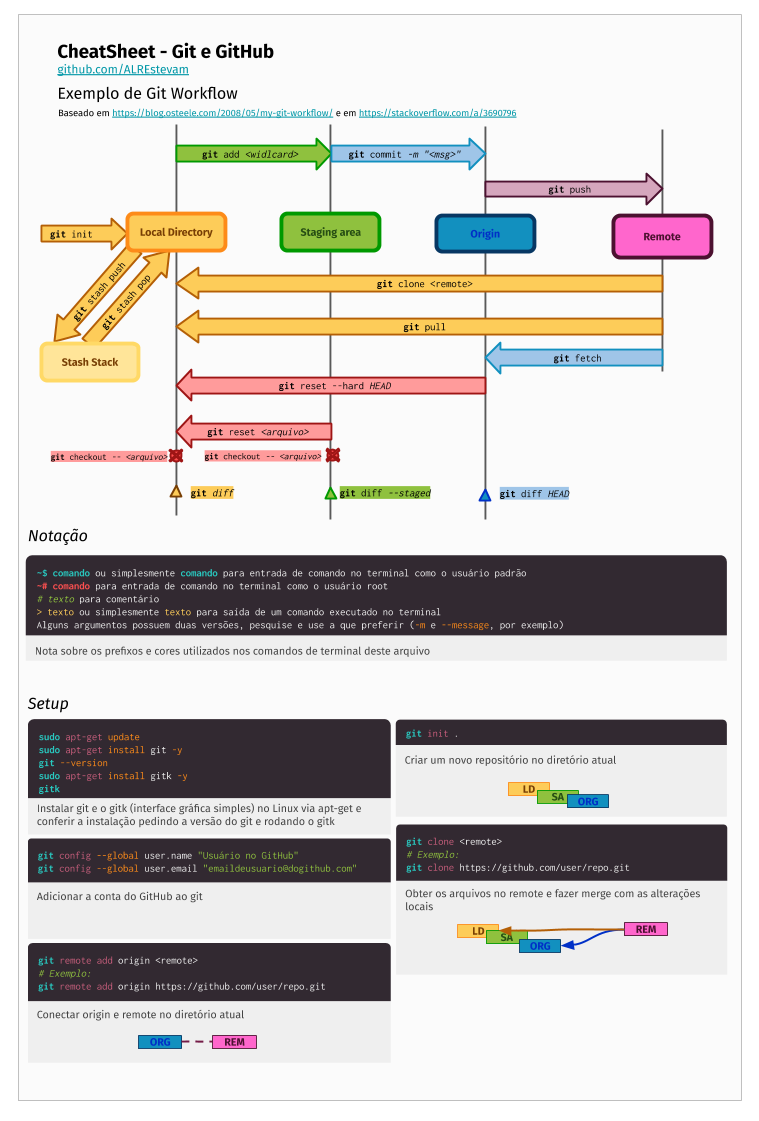 CheatSheet - Git e GitHub
github.com/ALREstevam
Exemplo de Git Workflow
Baseado em https://blog.osteele.com/2008/05/my-git-workflow/ e em https://stackoverflow.com/a/3690796
git add <widlcard>
git commit -m "<msg>"
git push
git init
Local Directory
Staging area
Origin
Remote
git stash push
git stash pop
git clone <remote>
git pull
git fetch
Stash Stack
git reset --hard HEAD
git reset <arquivo>
git checkout -- <arquivo>
git checkout -- <arquivo>
git diff
git diff --staged
git diff HEAD
Notação
~$ comando ou simplesmente comando para entrada de comando no terminal como o usuário padrão
~# comando para entrada de comando no terminal como o usuário root
# texto para comentário
> texto ou simplesmente texto para saída de um comando executado no terminal
Alguns argumentos possuem duas versões, pesquise e use a que preferir (-m e --message, por exemplo)
Nota sobre os prefixos e cores utilizados nos comandos de terminal deste arquivo
Setup
sudo apt-get update
sudo apt-get install git -y
git --version
sudo apt-get install gitk -y
gitk
Instalar git e o gitk (interface gráfica simples) no Linux via apt-get e
conferir a instalação pedindo a versão do git e rodando o gitk
git config --global user.name "Usuário no GitHub"
git config --global user.email "emaildeusuario@dogithub.com"
Adicionar a conta do GitHub ao git
git remote add origin <remote>
# Exemplo:
git remote add origin https://github.com/user/repo.git
Conectar origin e remote no diretório atual
ORG
REM
git init .
Criar um novo repositório no diretório atual
LD
SA
ORG
git clone <remote>
# Exemplo:
git clone https://github.com/user/repo.git
Obter os arquivos no remote e fazer merge com as alterações
locais
LD
SA
ORG
REM